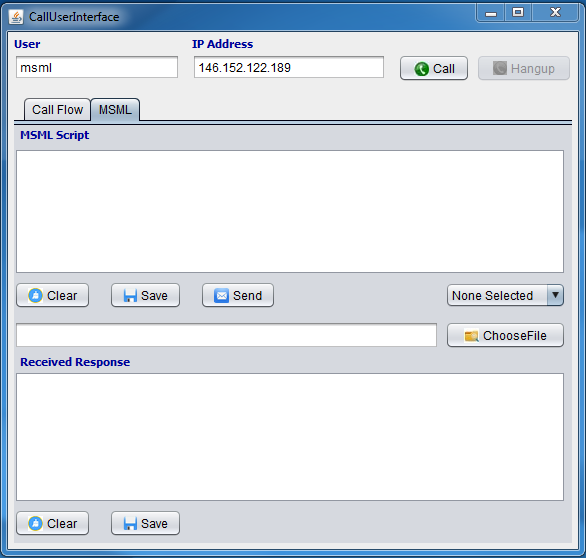 CallUserInterface
User IP Address
msml 146.152.122.189 Call Hangup
Call Flow MSML
MSML Script
Clear Save Send None Selected
ChooseFile
Received Response
Clear Save